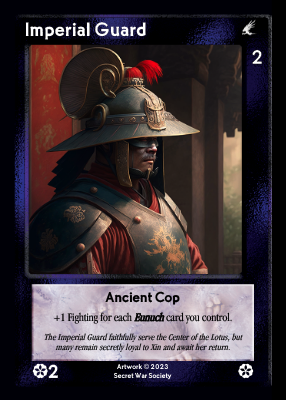 Imperial Guard
2
Ancient Cop
+1 Fighting for each Eunuch card you control.
The Imperial Guard faithfully serve the Center of the Lotus, but
many remain secretly loyal to Xin and await her return.
2
Artwork © 2023
Secret War Society